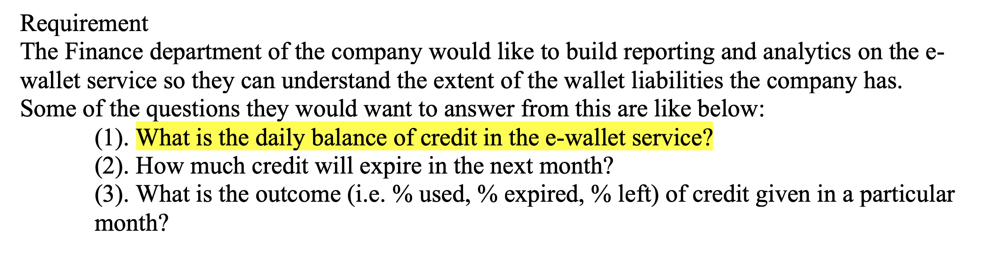 Requirement
The Finance department of the company would like to build reporting and analytics on the e-
wallet service so they can understand the extent of the wallet liabilities the company has.
Some of the questions they would want to answer from this are like below:
(1). What is the daily balance of credit in the e-wallet service?
(2). How much credit will expire in the next month?
(3). What is the outcome (i.e. % used, % expired, % left) of credit given in a particular
month?